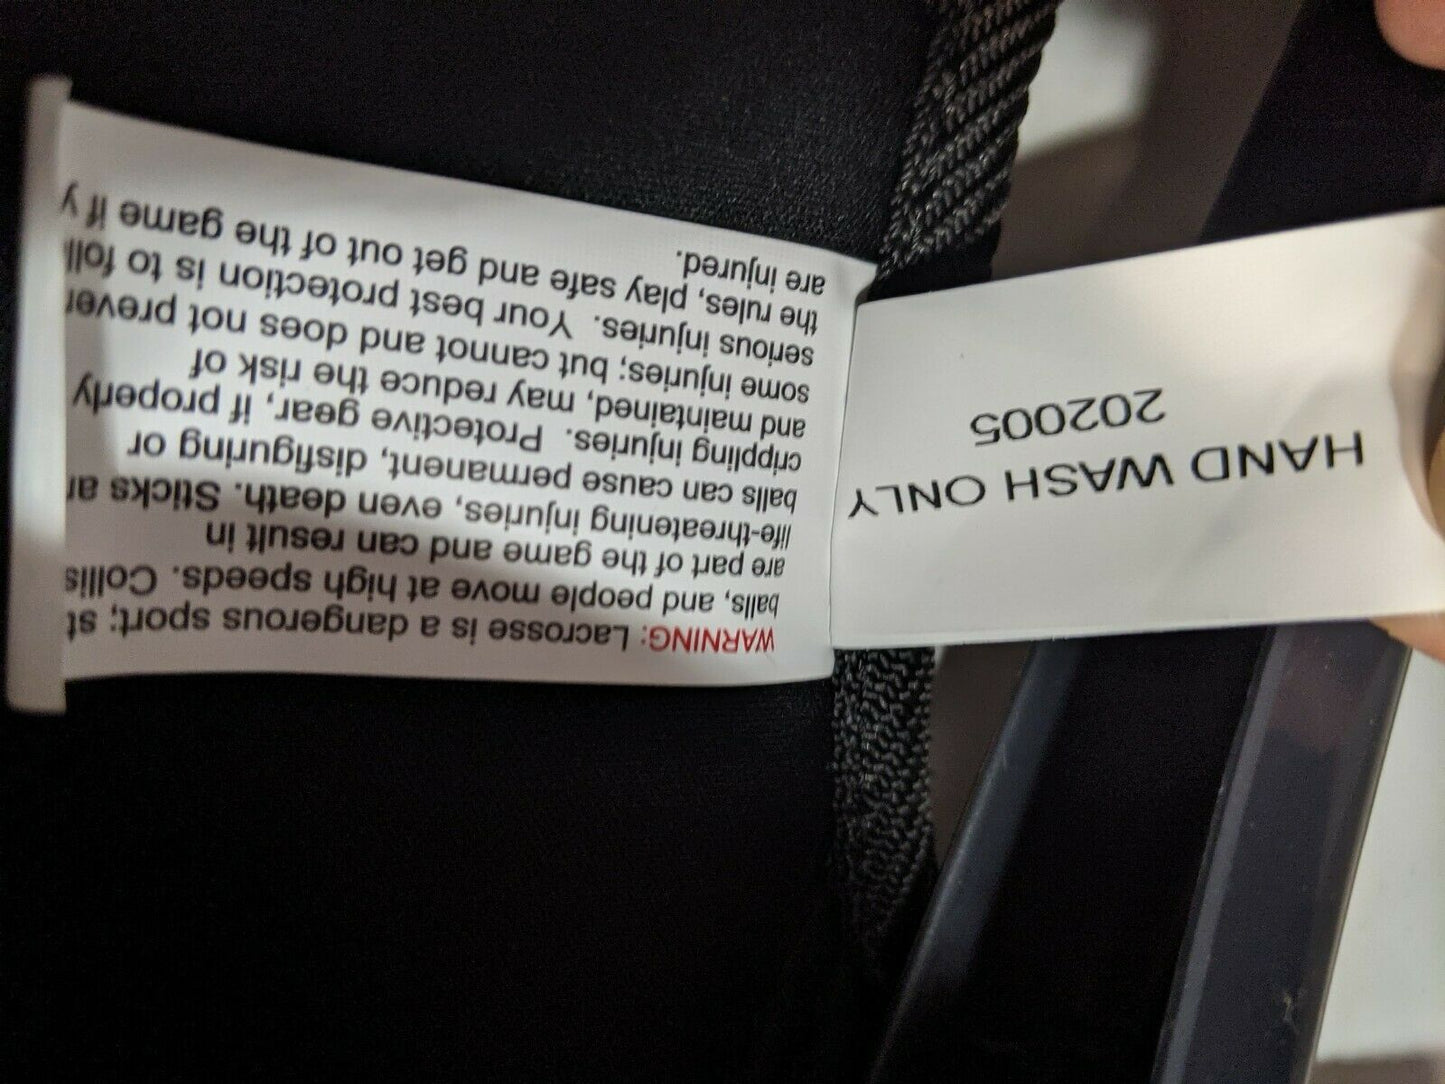 WARNING: Lacrosse is a dangerous sport; st
balls, and people move at high speeds. Collis
are part of the game and can result in
life-threatening injuries, even death. Sticks a
balls can cause permanent, disfiguring or
crippling injuries. Protective gear, if properly
and maintained, may reduce the risk of
some injuries; but cannot and does not preve
serious injuries. Your best protection is to foll
the rules, play safe and get out of the game if y
are injured.
HAND WASH ONLY
202005